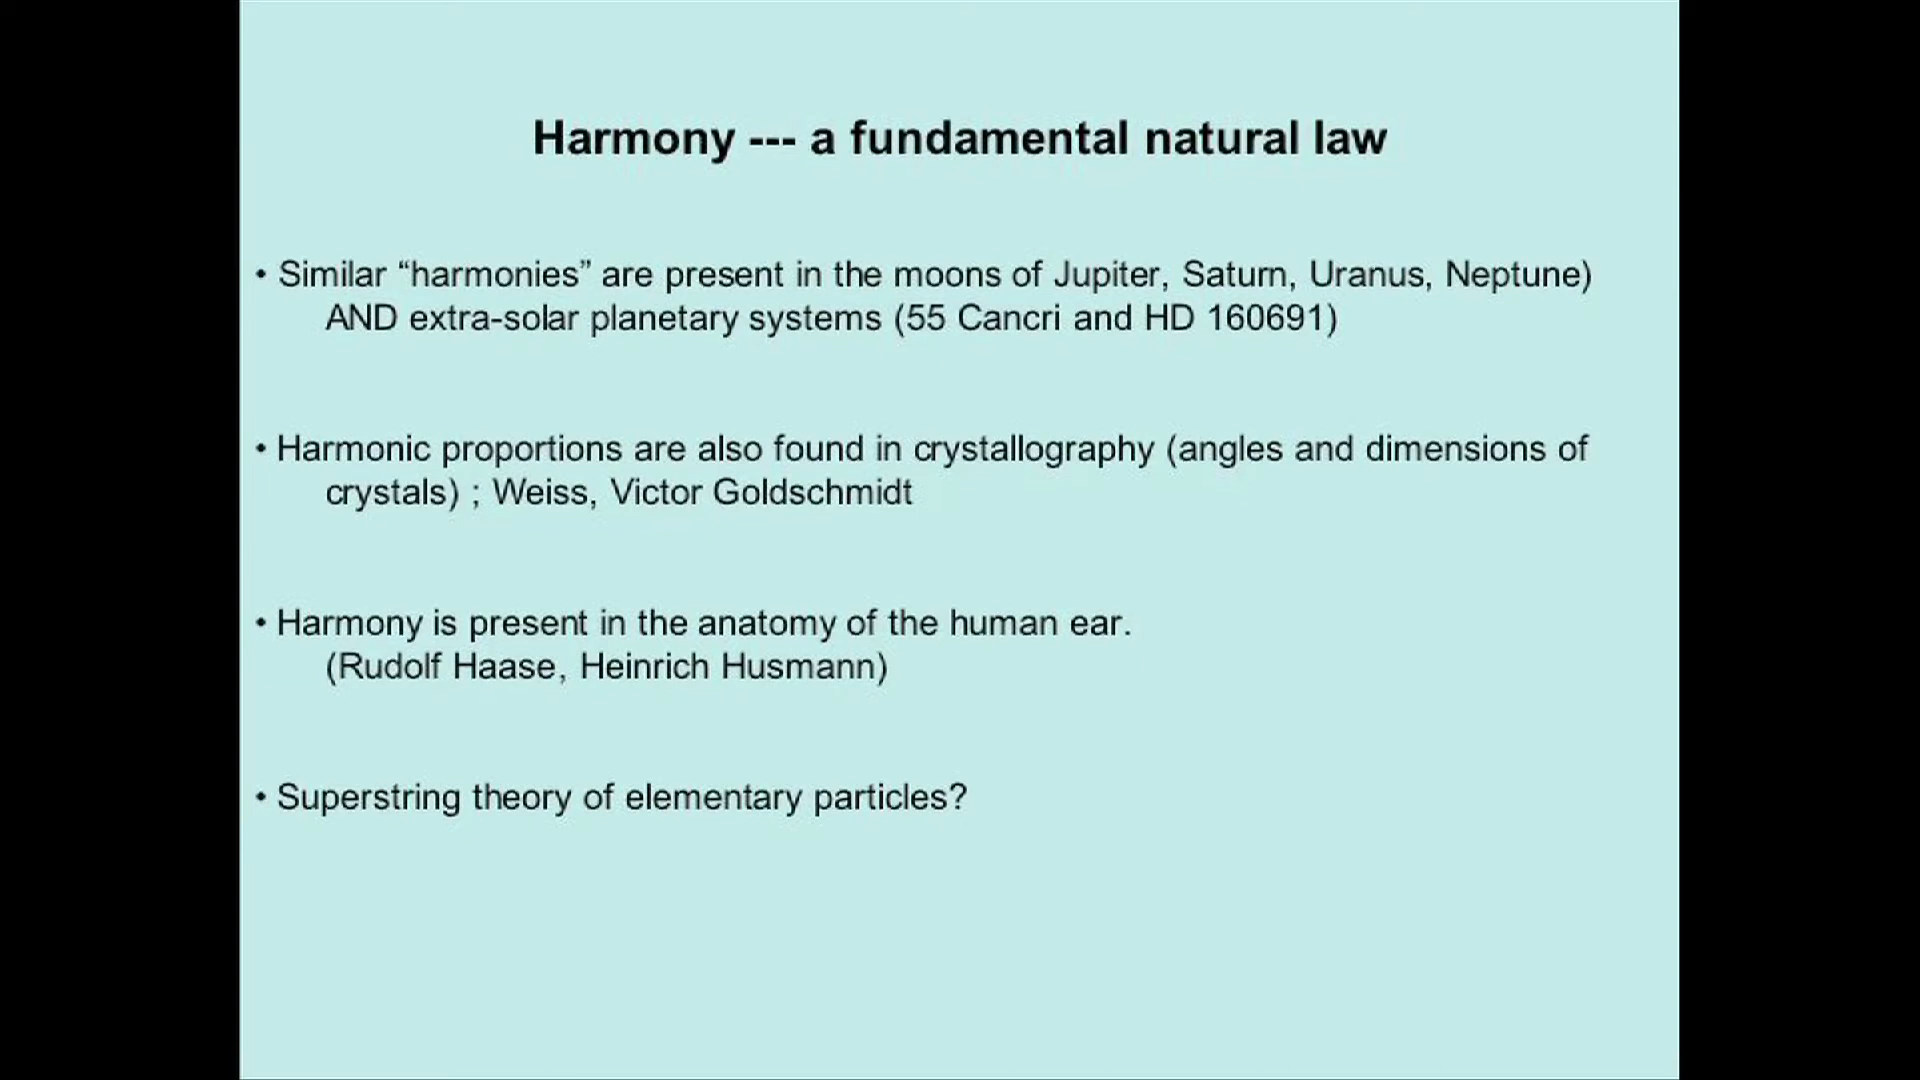 Harmony --- a fundamental natural law
• Similar “harmonies” are present in the moons of Jupiter, Saturn, Uranus, Neptune)
AND extra-solar planetary systems (55 Cancri and HD 160691)
• Harmonic proportions are also found in crystallography (angles and dimensions of
crystals) ; Weiss, Victor Goldschmidt
• Harmony is present in the anatomy of the human ear.
(Rudolf Haase, Heinrich Husmann)
• Superstring theory of elementary particles?